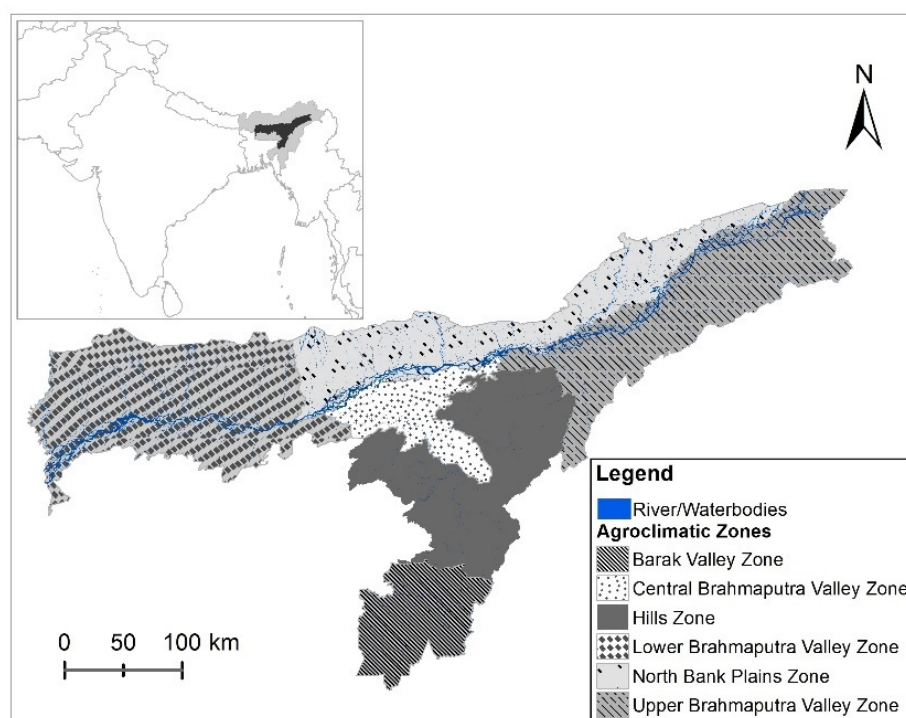 N
Legend
River/Waterbodies
Agroclimatic Zones
Barak Valley Zone
Central Brahmaputra Valley Zone
Hills Zone
Lower Brahmaputra Valley Zone
North Bank Plains Zone
Upper Brahmaputra Valley Zone
0 50 100 km